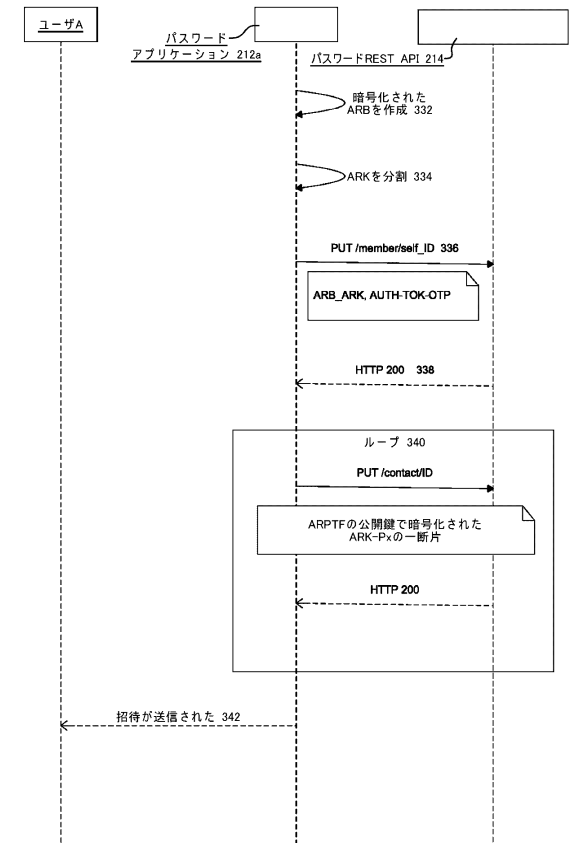 ユーザA
パスワード
アプリケーション 212a
パスワードREST API 214
暗号化された
ARBを作成 332
ARKを分割 334
PUT /member/self_ID 336
ARB_ARK, AUTH-TOK-OTP
HTTP 200 338
ループ 340
PUT /contact/ID
ARPTFの公開鍵で暗号化された
ARK-Pxの一断片
HTTP 200
招待が送信された 342